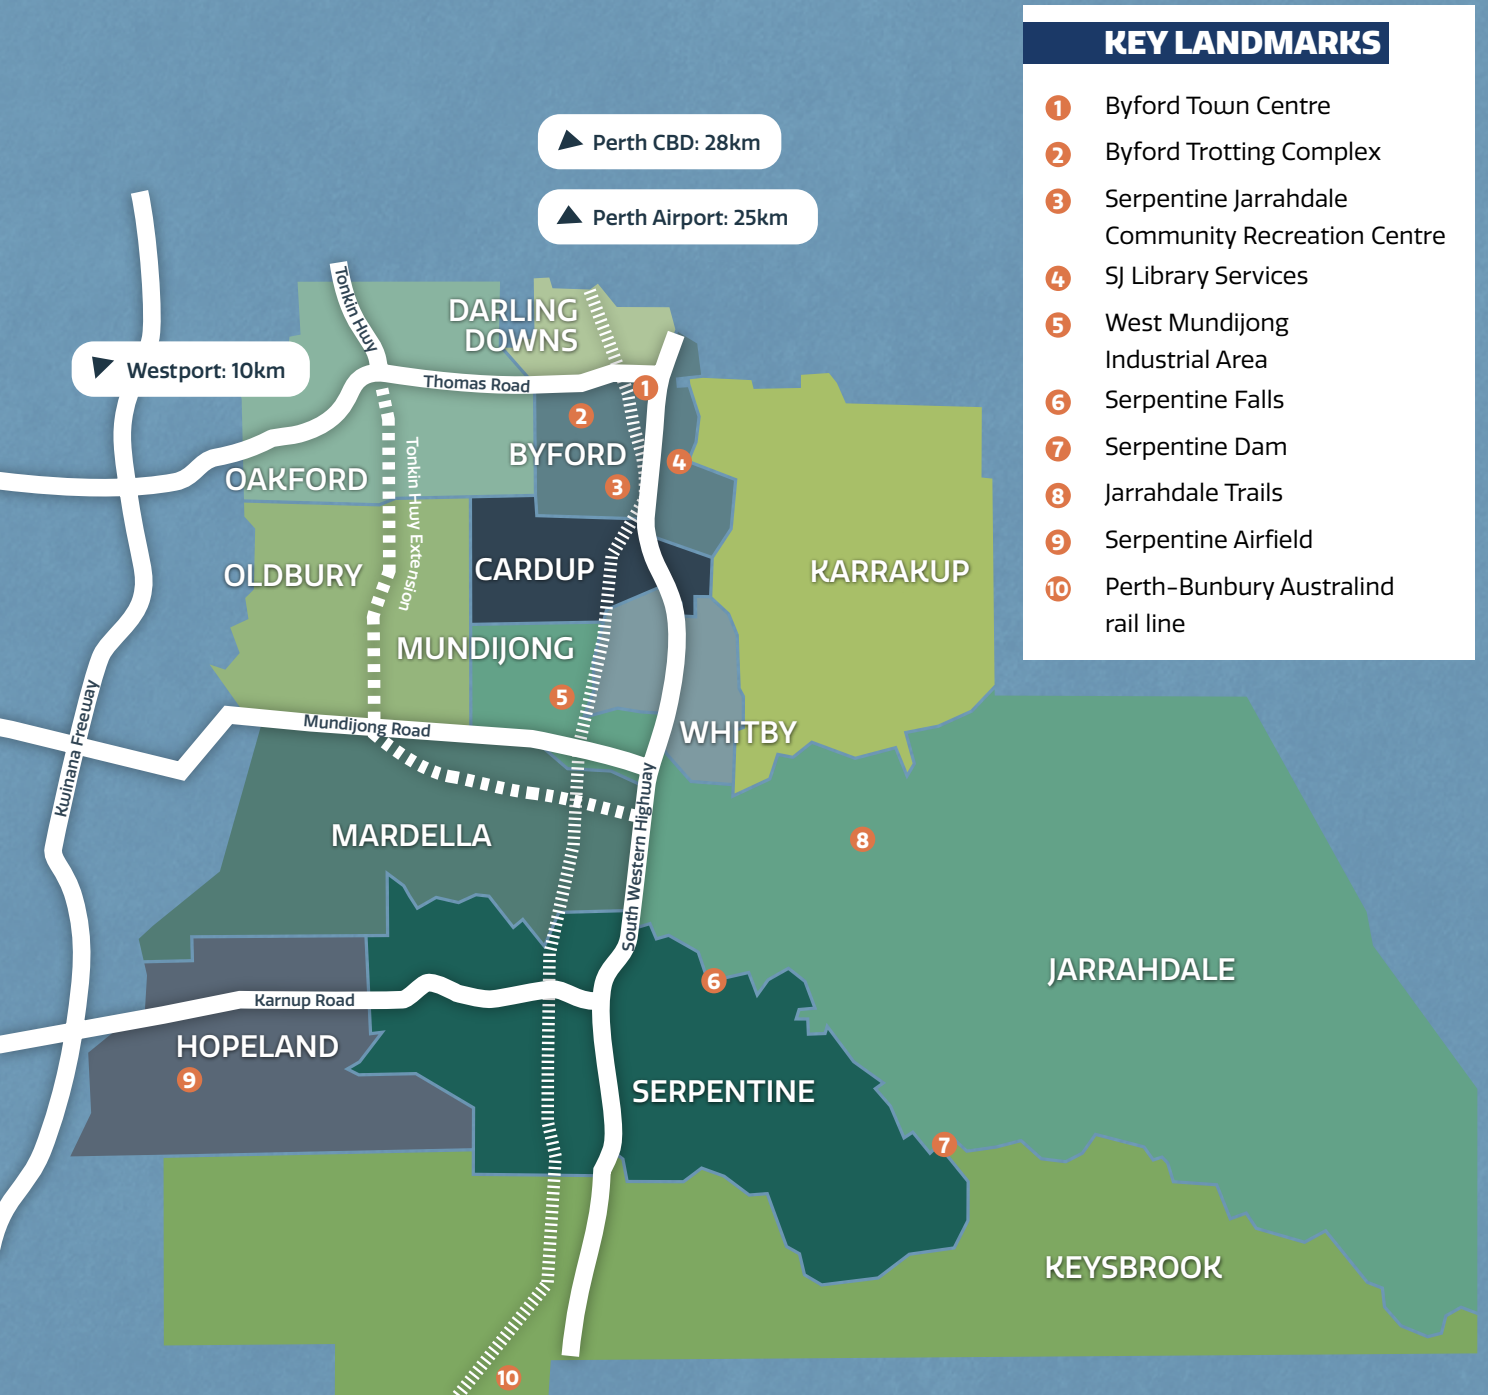 KEY LANDMARKS
1 Byford Town Centre
2 Byford Trotting Complex
3 Serpentine Jarrahdale
Community Recreation Centre
4 SJ Library Services
5 West Mundijong
Industrial Area
6 Serpentine Falls
7 Serpentine Dam
8 Jarrahdale Trails
9 Serpentine Airfield
10 Perth-Bunbury Australind
rail line
Perth CBD: 28km
Perth Airport: 25km
Westport: 10km
Tonkin Hwy
DARLING
DOWNS
Thomas Road
1
2
BYFORD
4
3
OAKFORD
Tonkin Hwy Extension
OLDBURY
CARDUP
KARRAKUP
MUNDIJONG
5
Kwinana Freeway
Mundijong Road
WHITBY
South Western Highway
MARDELLA
8
JARRAHDALE
6
Karnup Road
HOPELAND
9
SERPENTINE
7
KEYSBROOK
10